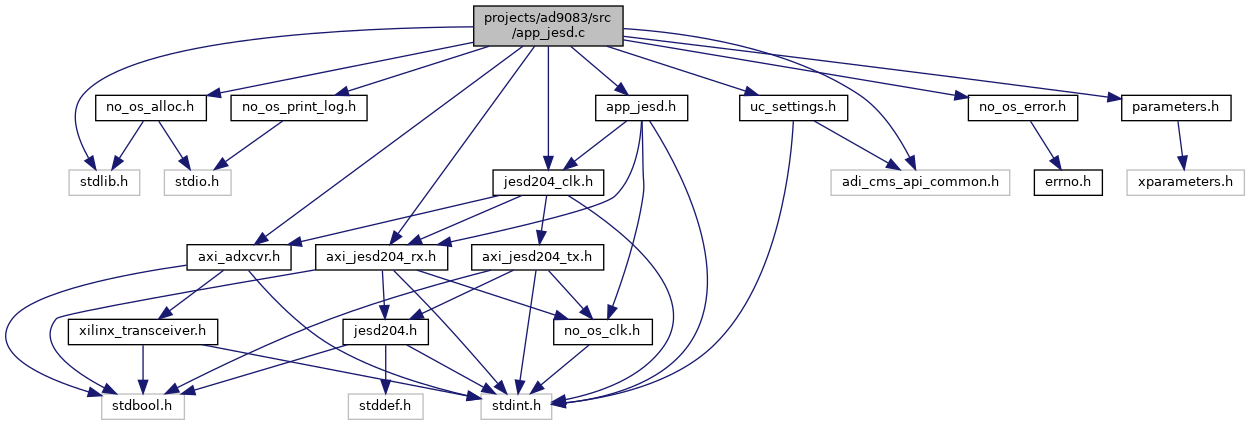 projects/ad9083/src
/app_jesd.c
no_os_alloc.h
no_os_print_log.h
app_jesd.h
uc_settings.h
no_os_error.h
parameters.h
stdlib.h
stdio.h
jesd204_clk.h
adi_cms_api_common.h
errno.h
xparameters.h
axi_adxcvr.h
axi_jesd204_rx.h
axi_jesd204_tx.h
xilinx_transceiver.h
jesd204.h
no_os_clk.h
stdbool.h
stddef.h
stdint.h